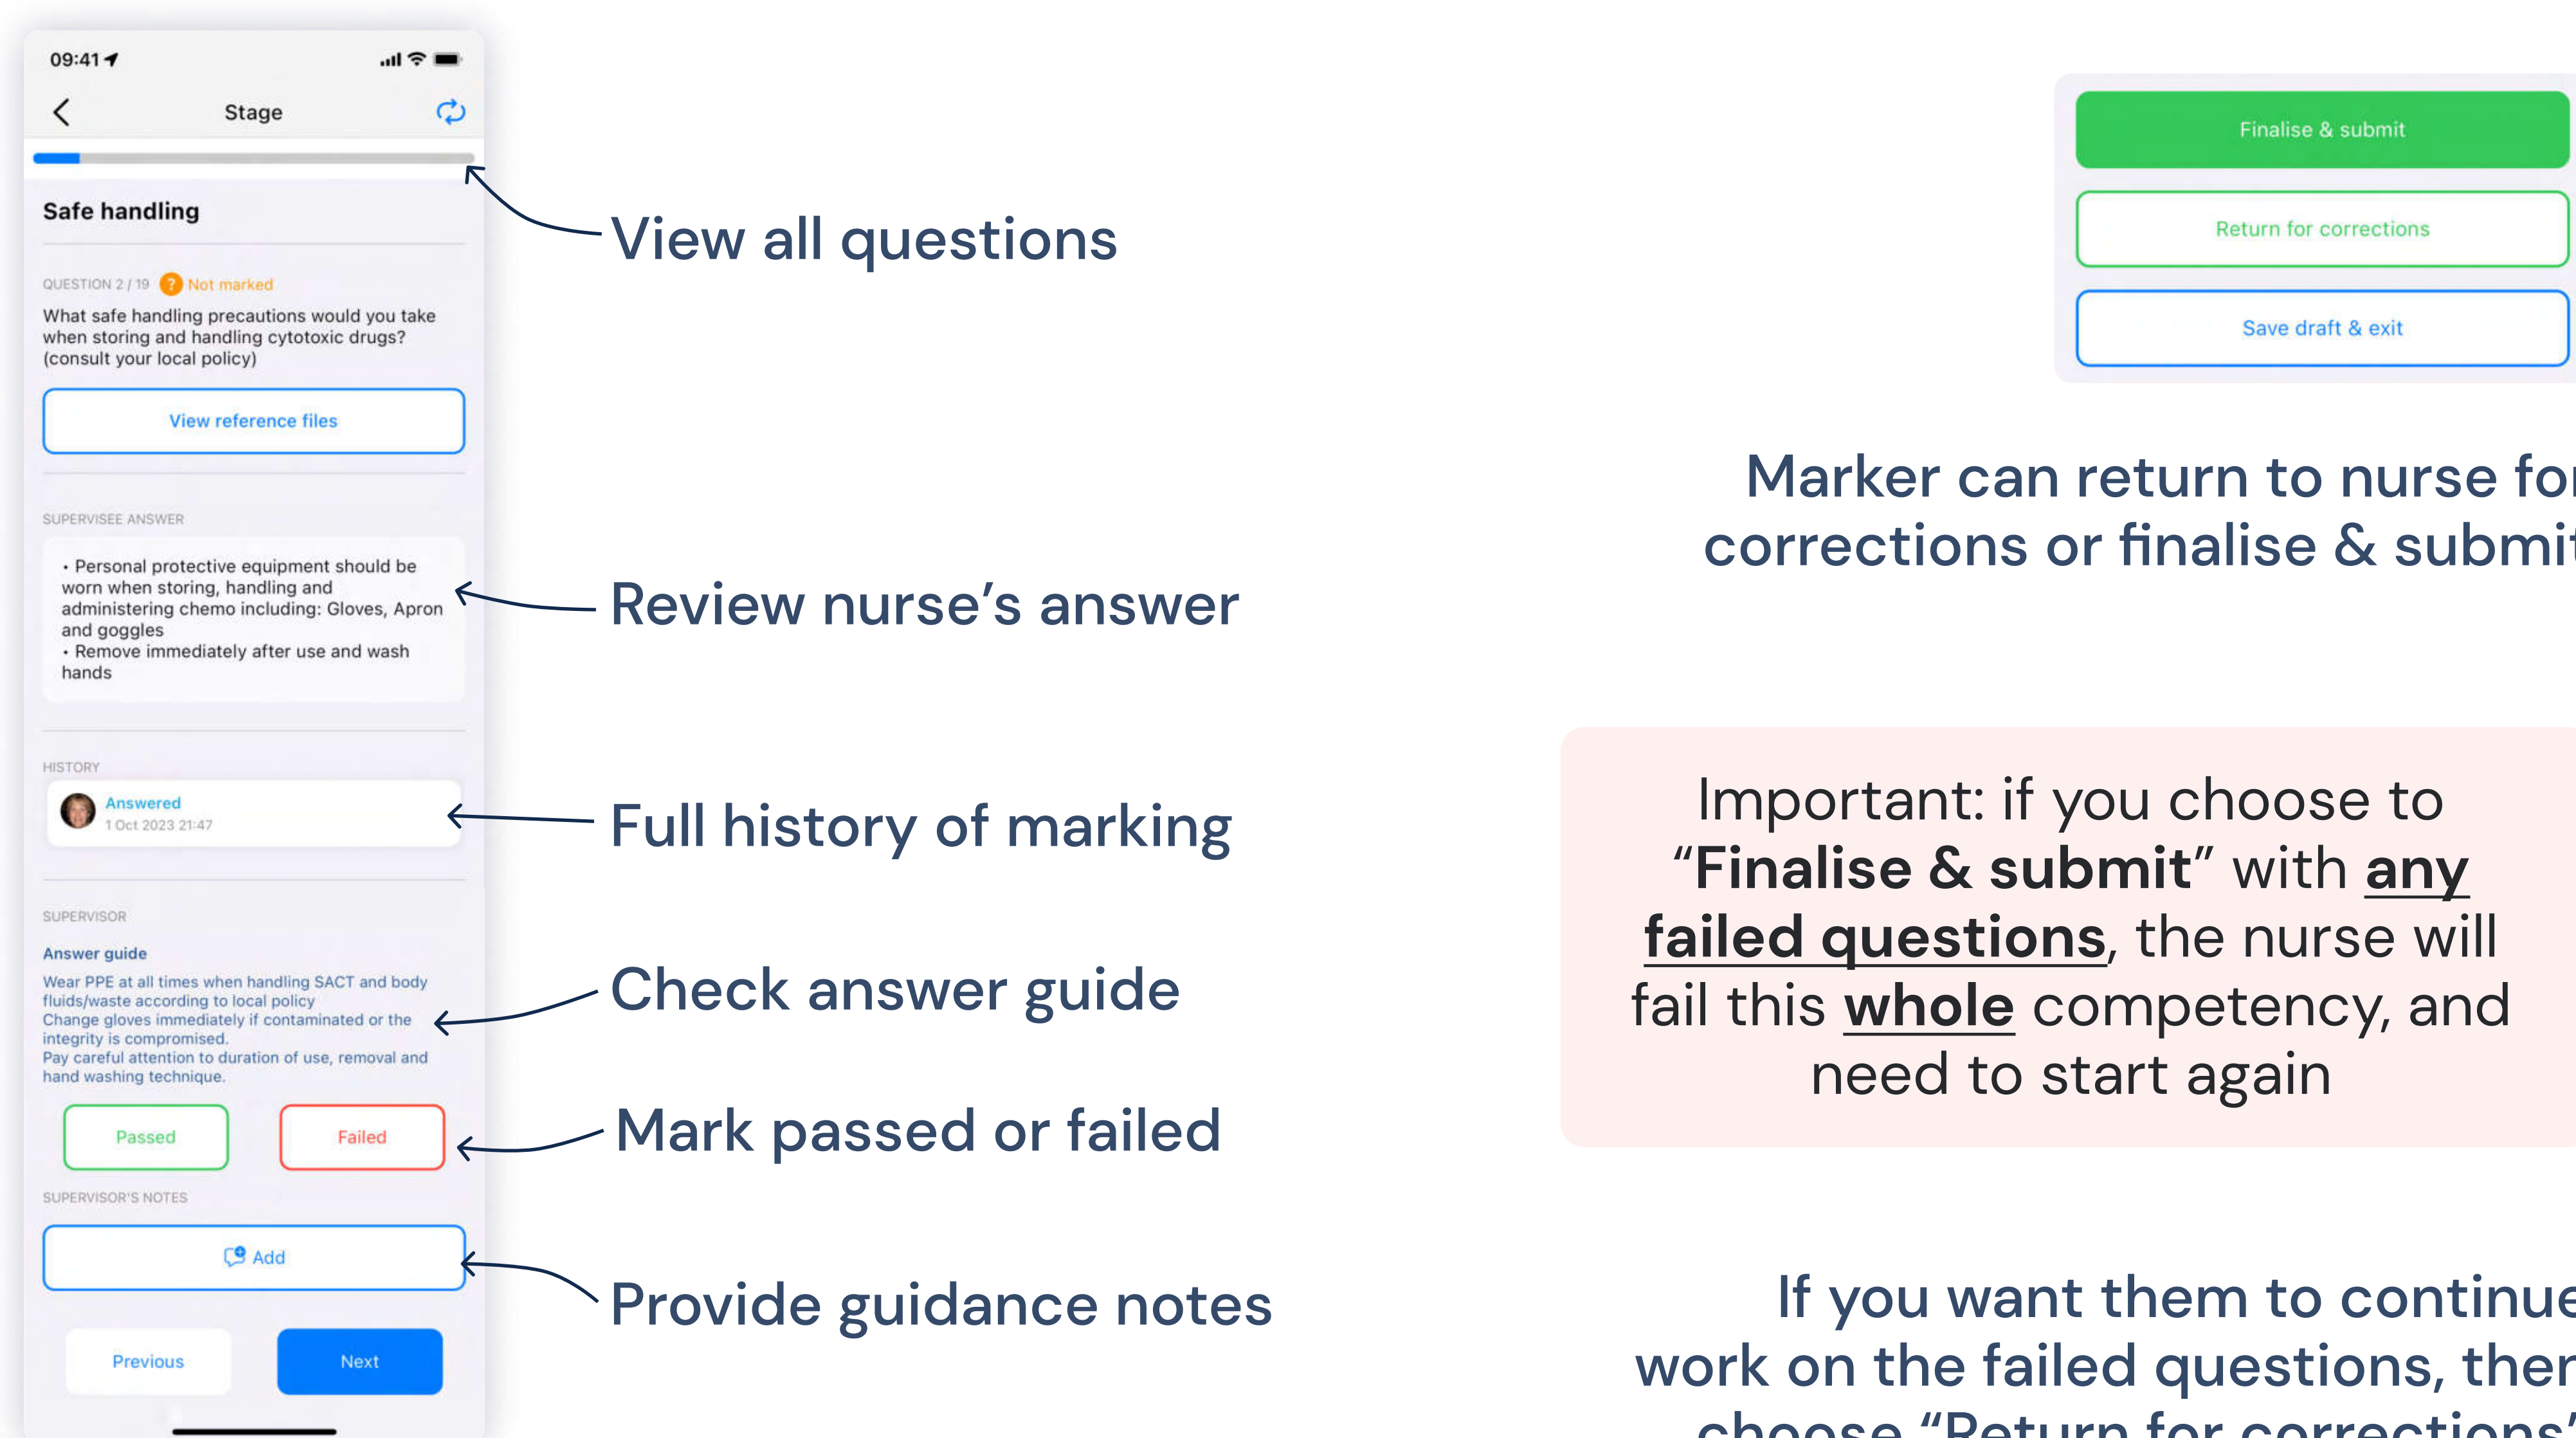 09:41
Stage
Safe handling
QUESTION 2 / 19 ? Not marked
What safe handling precautions would you take
when storing and handling cytotoxic drugs?
(consult your local policy)
View reference files
SUPERVISEE ANSWER
• Personal protective equipment should be
worn when storing, handling and
administering chemo including: Gloves, Apron
and goggles
• Remove immediately after use and wash
hands
HISTORY
Answered
1 Oct 2023 21:47
SUPERVISOR
Answer guide
Wear PPE at all times when handling SACT and body
fluids/waste according to local policy
Change gloves immediately if contaminated or the
integrity is compromised.
Pay careful attention to duration of use, removal and
hand washing technique.
Passed
Failed
SUPERVISOR'S NOTES
Add
Previous
Next
View all questions
Review nurse’s answer
Full history of marking
Check answer guide
Mark passed or failed
Provide guidance notes
Finalise & submit
Return for corrections
Save draft & exit
Marker can return to nurse for
corrections or finalise & submit
Important: if you choose to
“Finalise & submit” with any
failed questions, the nurse will
fail this whole competency, and
need to start again
If you want them to continue
work on the failed questions, then
choose “Return for corrections”